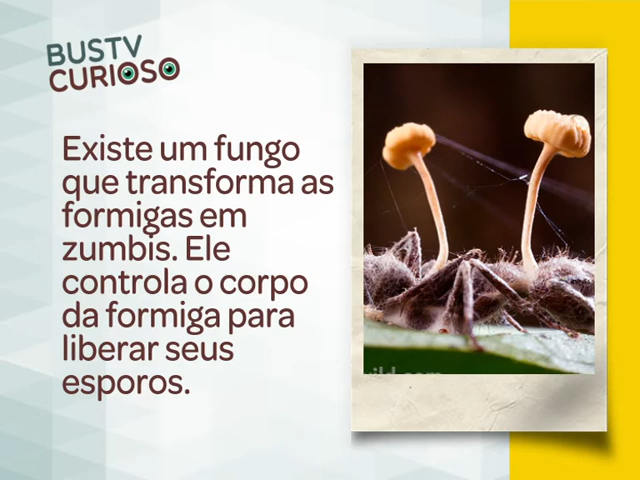 BUSTV
CURIOSO
Existe um fungo
que transforma as
formigas em
zumbis. Ele
controla o corpo
da formiga para
liberar seus
esporos.